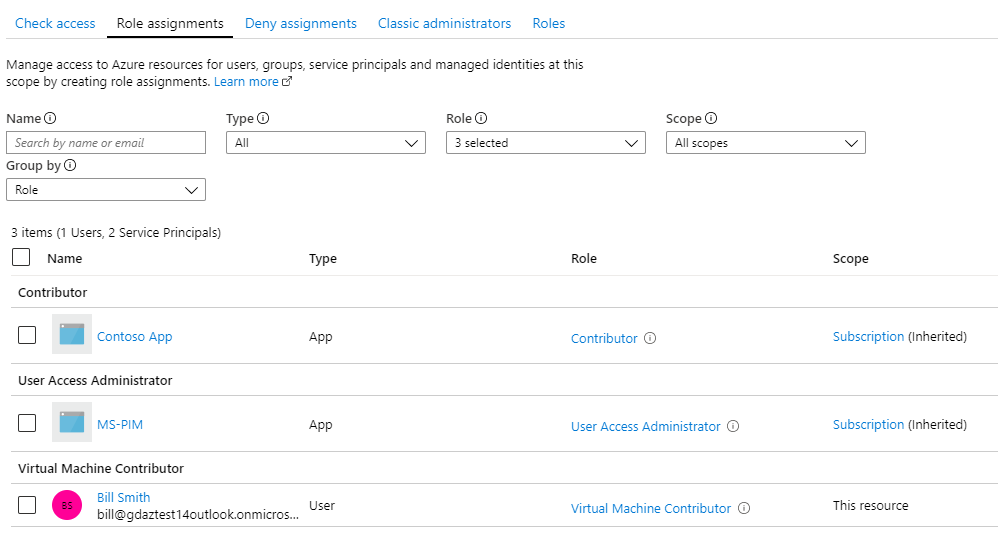 Check access Role assignments Deny assignments Classic administrators Roles
Manage access to Azure resources for users, groups, service principals and managed identities at this
scope by creating role assignments. Learn more
Name Type Role Scope
Search by name or email All 3 selected All scopes
Group by
Role
3 items (1 Users, 2 Service Principals)
Name Type Role Scope
Contributor
Contoso App App Contributor Subscription (Inherited)
User Access Administrator
MS-PIM App User Access Administrator Subscription (Inherited)
Virtual Machine Contributor
BS Bill Smith User Virtual Machine Contributor This resource
bill@gdaztest14outlook.onmicros...